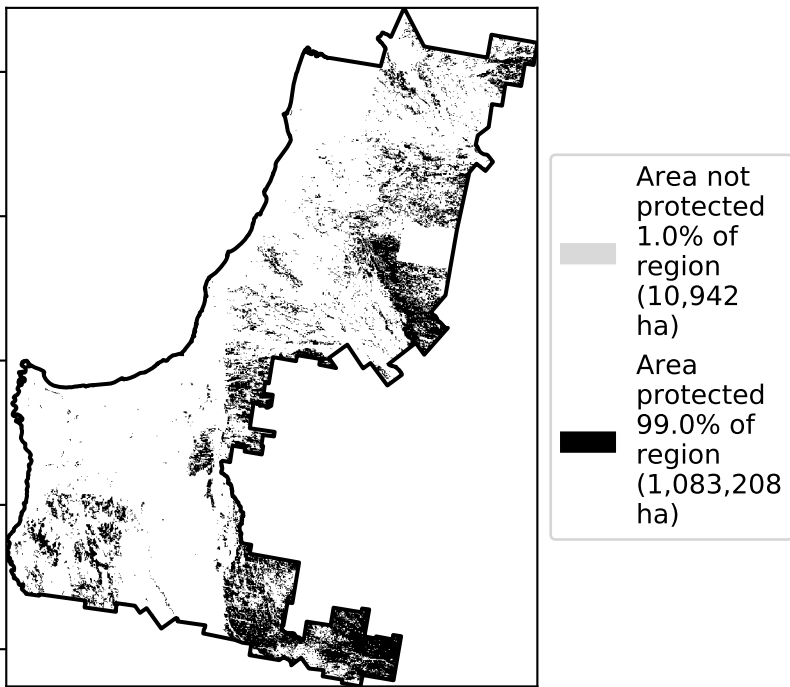 Area not
protected
1.0% of
region
(10,942
ha)
Area
protected
99.0% of
region
(1,083,208
ha)